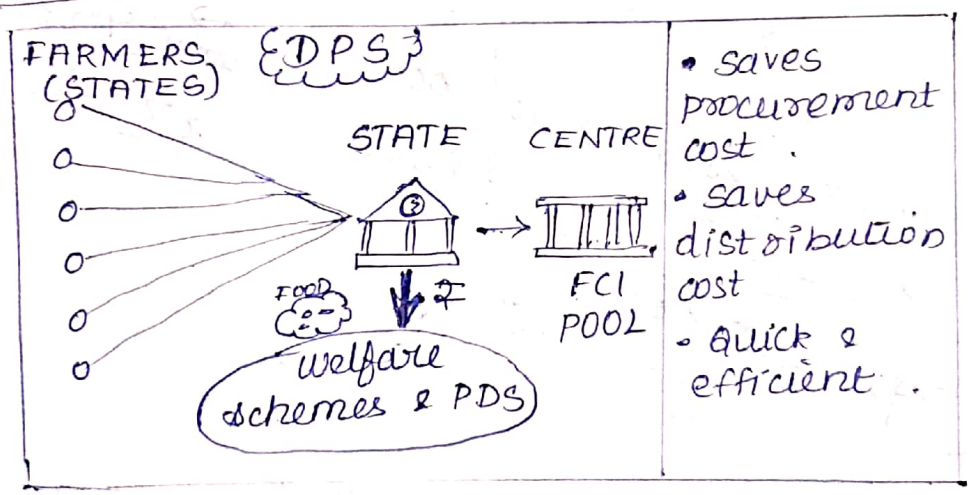 FARMERS
(STATES)
DPS
STATE
CENTRE
FOOD
FCI
POOL
welfare
schemes & PDS
• saves
procurement
cost .
• saves
distribution
cost
• Quick &
efficient .